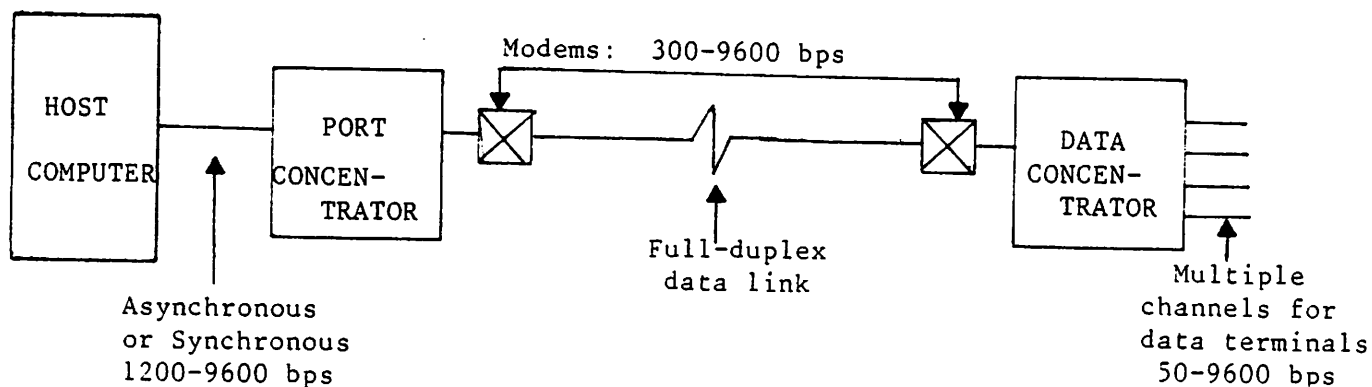 Modems: 300-9600 bps
HOST
COMPUTER
PORT
CONCEN-
TRATOR
DATA
CONCEN-
TRATOR
Full-duplex
data link
Asynchronous
or Synchronous
1200-9600 bps
Multiple
channels for
data terminals
50-9600 bps